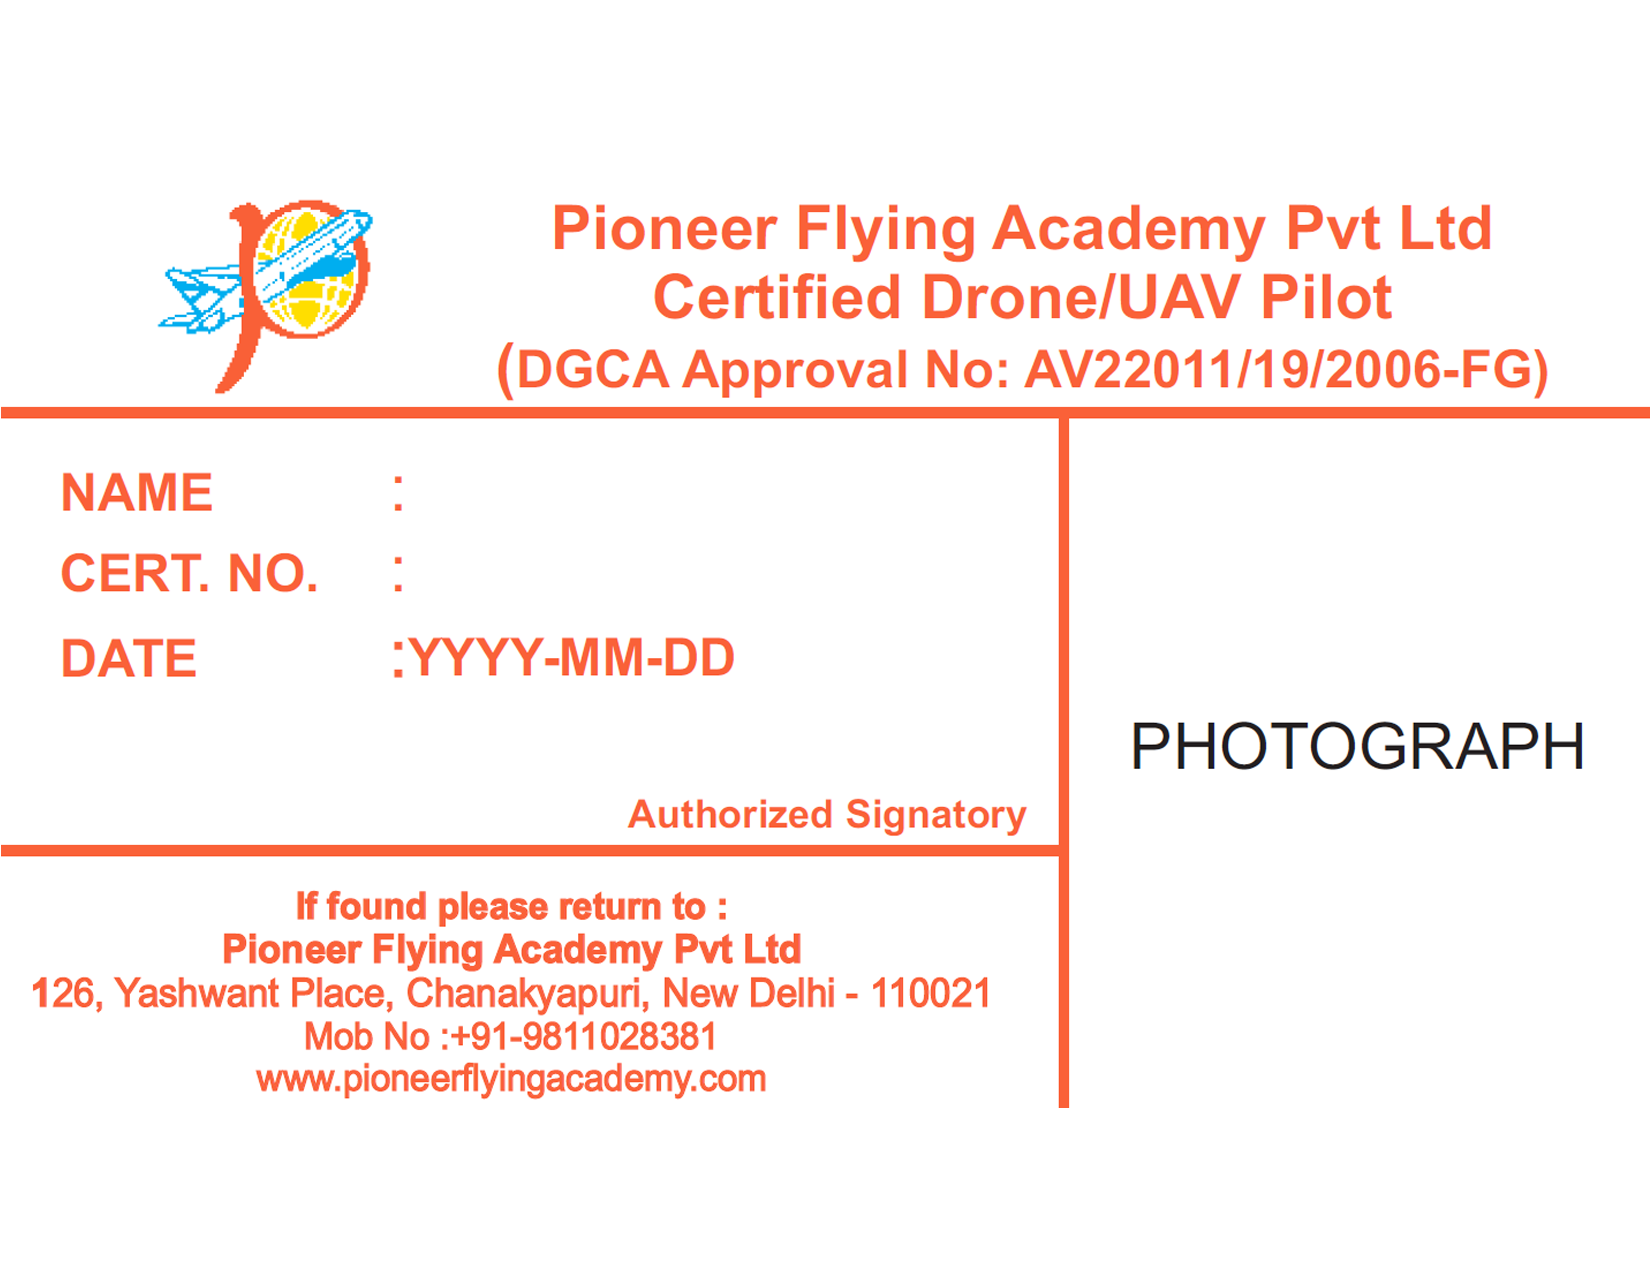 Pioneer Flying Academy Pvt Ltd
Certified Drone/UAV Pilot
(DGCA Approval No: AV22011/19/2006-FG)
NAME :
CERT. NO. :
DATE :YYYY-MM-DD
Authorized Signatory
PHOTOGRAPH
If found please return to :
Pioneer Flying Academy Pvt Ltd
126, Yashwant Place, Chanakyapuri, New Delhi - 110021
Mob No :+91-9811028381
www.pioneerflyingacademy.com